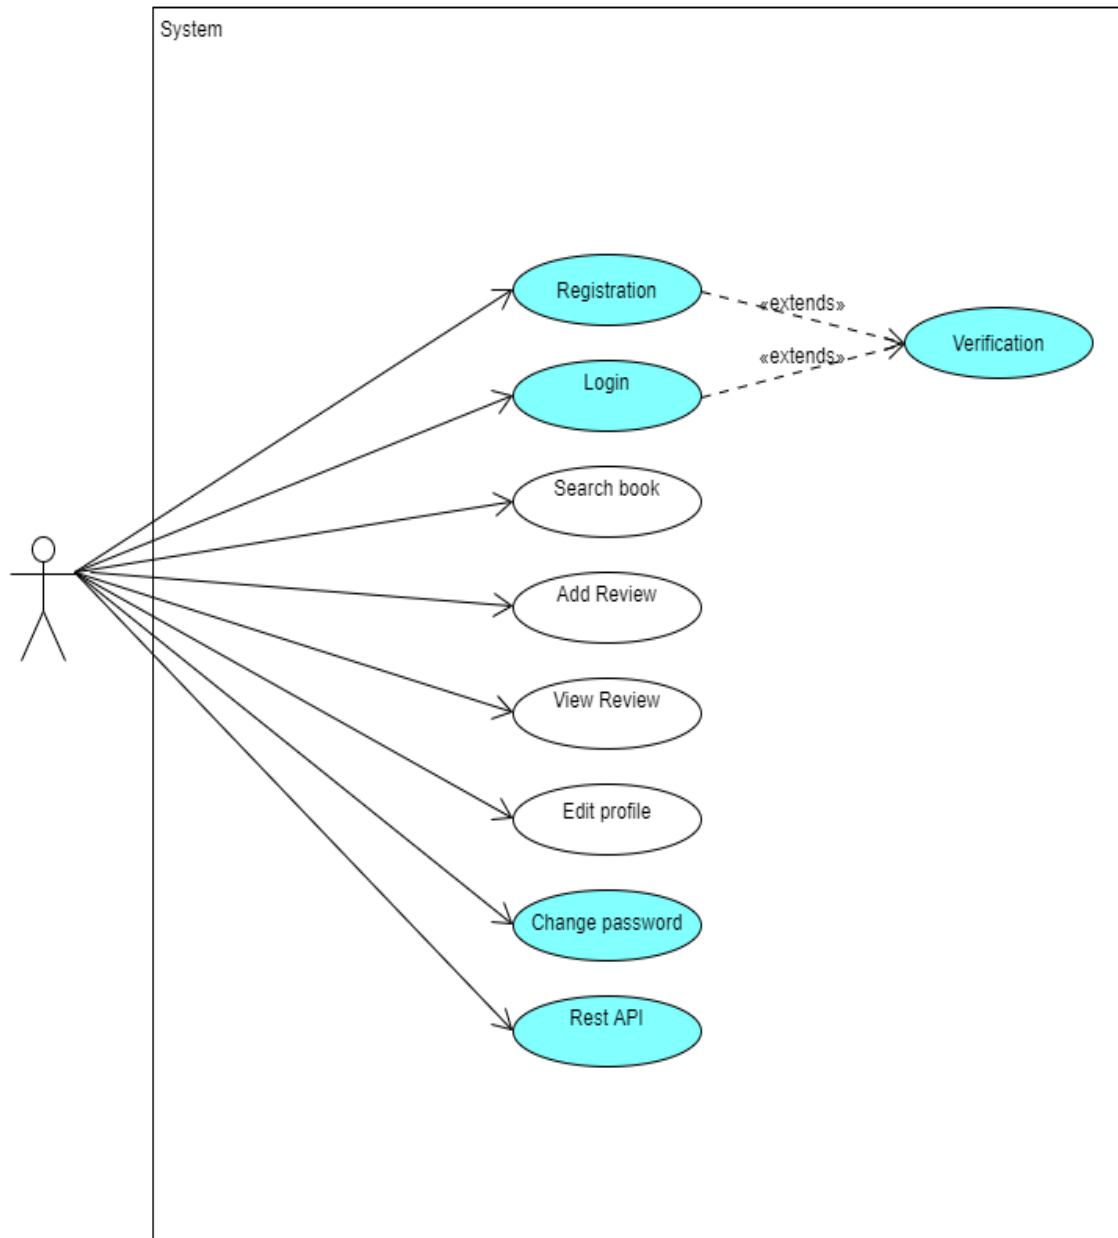 System
Registration
«extends»
Verification
«extends»
Login
Search book
Add Review
View Review
Edit profile
Change password
Rest API